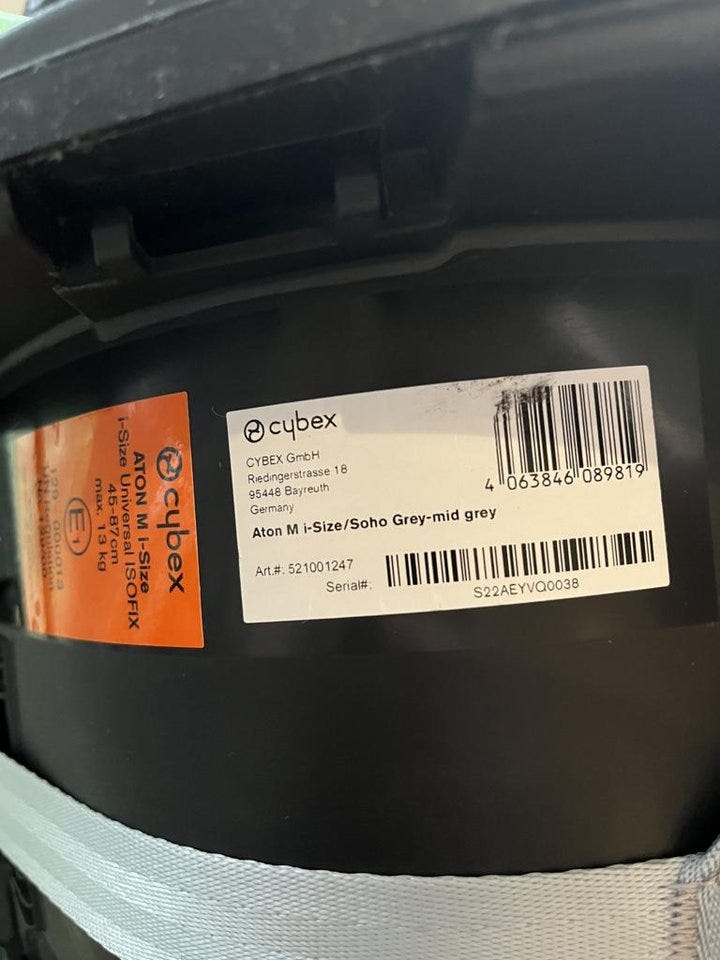 cybex
CYBEX GmbH
Riedingerstrasse 18
95448 Bayreuth
Germany
Aton M i-Size/Soho Grey-mid grey
Art.#: 521001247
Serial#:
S22AEYVQ0038
4 063846 089819
cybex
ATON M i-Size
i-Size Universal ISOFIX
45-87cm
max. 13 kg
E1